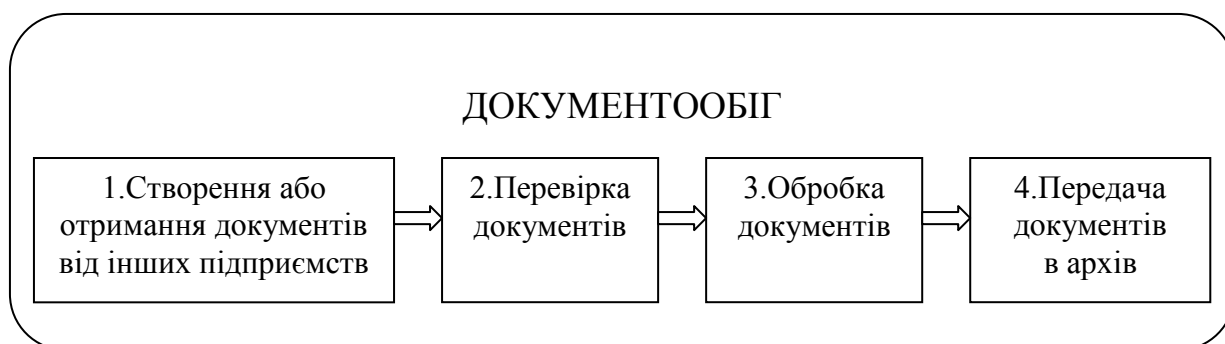 ДОКУМЕНТООБІГ
1.Створення або
отримання документів
від інших підприємств
2.Перевірка
документів
3.Обробка
документів
4.Передача
документів
в архів